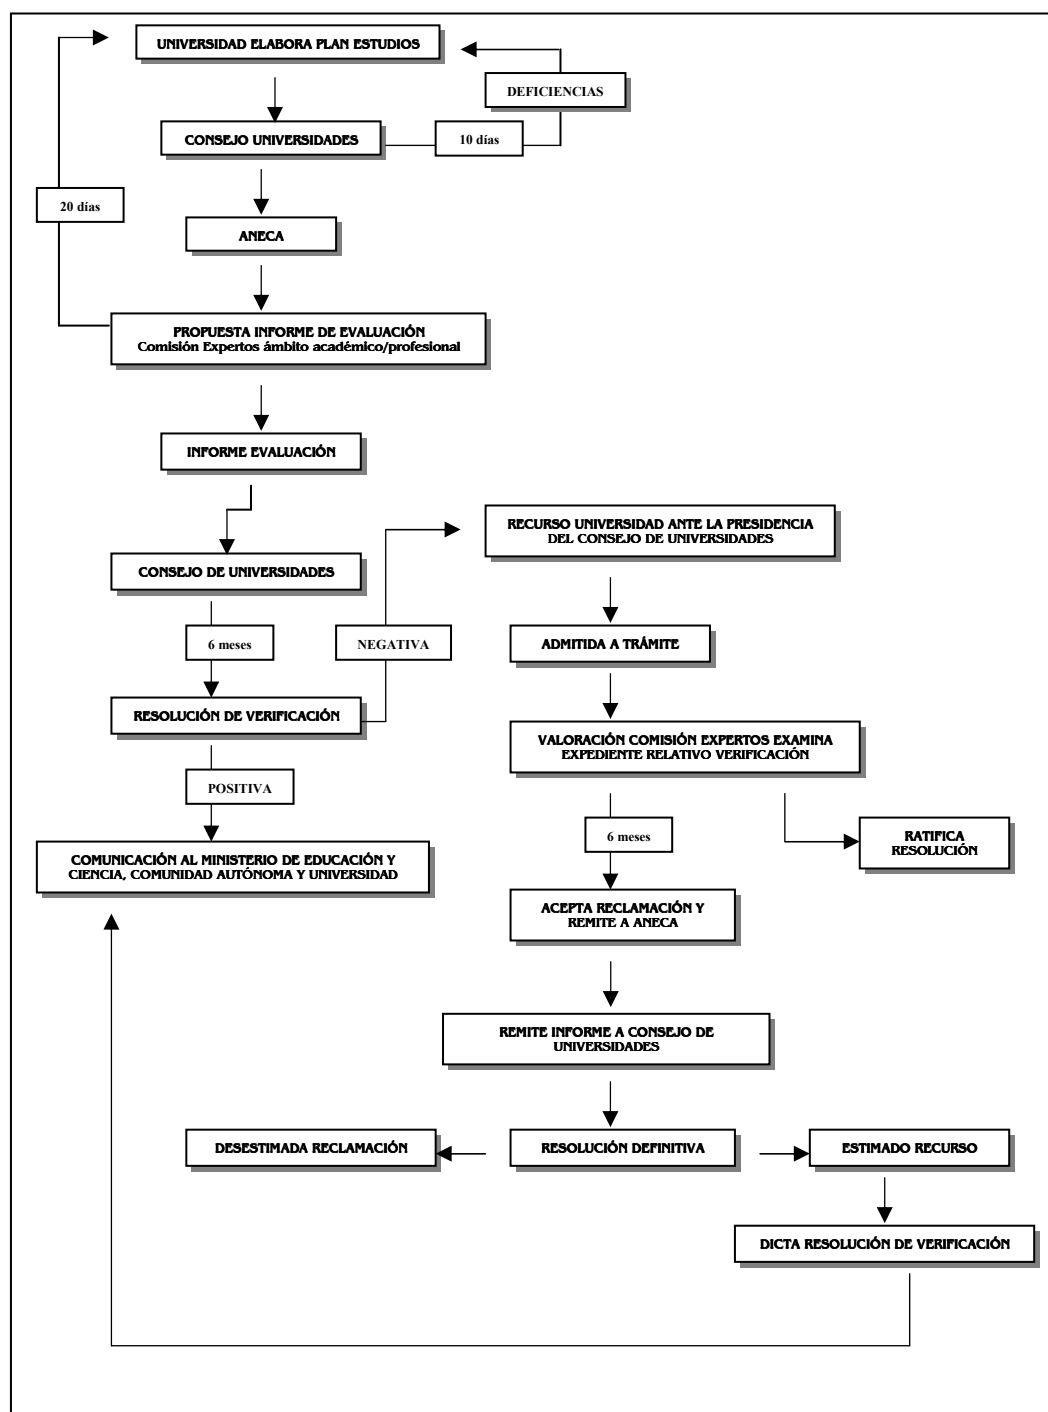 UNIVERSIDAD ELABORA PLAN ESTUDIOS
DEFICIENCIAS
CONSEJO UNIVERSIDADES
10 días
20 días
ANECA
PROPUESTA INFORME DE EVALUACIÓN
Comisión Expertos ámbito académico/profesional
INFORME EVALUACIÓN
CONSEJO DE UNIVERSIDADES
6 meses
NEGATIVA
RESOLUCIÓN DE VERIFICACIÓN
POSITIVA
COMUNICACIÓN AL MINISTERIO DE EDUCACIÓN Y
CIENCIA, COMUNIDAD AUTÓNOMA Y UNIVERSIDAD
RECURSO UNIVERSIDAD ANTE LA PRESIDENCIA
DEL CONSEJO DE UNIVERSIDADES
ADMITIDA A TRÁMITE
VALORACIÓN COMISIÓN EXPERTOS EXAMINA
EXPEDIENTE RELATIVO VERIFICACIÓN
6 meses
RATIFICA
RESOLUCIÓN
ACEPTA RECLAMACIÓN Y
REMITE A ANECA
REMITE INFORME A CONSEJO DE
UNIVERSIDADES
DESESTIMADA RECLAMACIÓN
RESOLUCIÓN DEFINITIVA
ESTIMADO RECURSO
DICTA RESOLUCIÓN DE VERIFICACIÓN